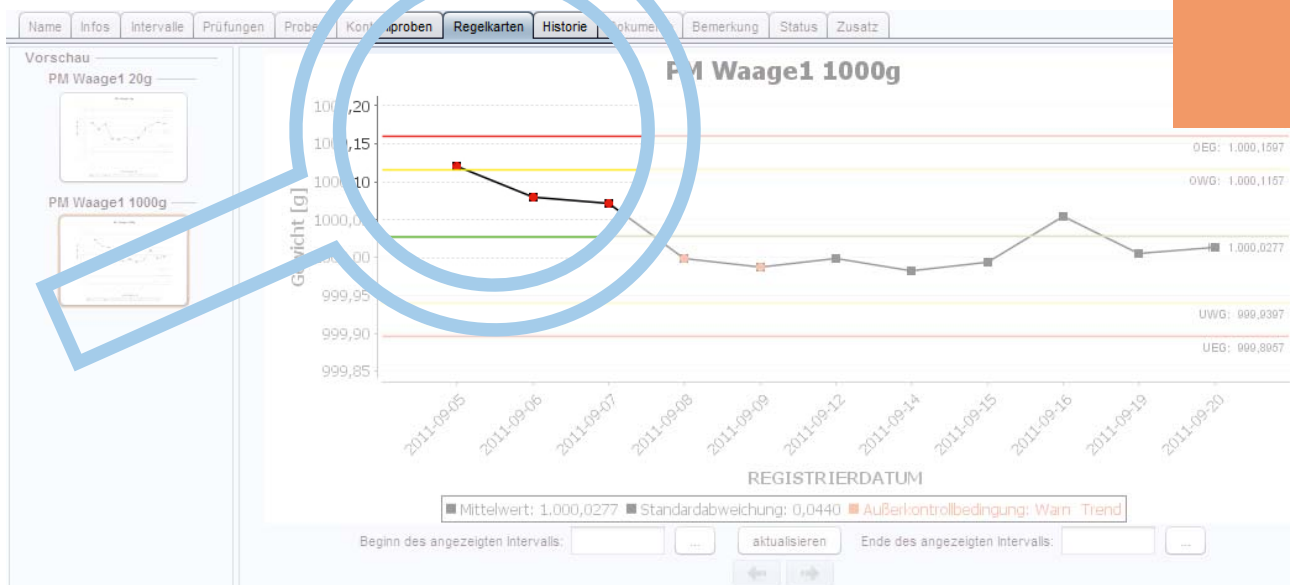 Name Infos Intervalle Prüfungen Proben Regelkarten Historie Bemerkung Status Zusatz
Vorschau
PM Waage1 20g
PM Waage1 1000g
PM Waage1 1000g
Gewicht [g]
999,95
999,90
999,85
OEG: 1.000,1597
OWG: 1.000,1157
1.000,0277
UWG: 999,9397
UEG: 999,8957
2011-09-05 2011-09-06 2011-09-07 2011-09-08 2011-09-09 2011-09-12 2011-09-14 2011-09-15 2011-09-16 2011-09-19 2011-09-20
REGISTRIERDATUM
Mittelwert: 1.000,0277 Standardabweichung: 0,0440 Außerkontrollbedingung: Warn Trend
Beginn des angezeigten Intervalls: ... aktualisieren Ende des angezeigten Intervalls: ...